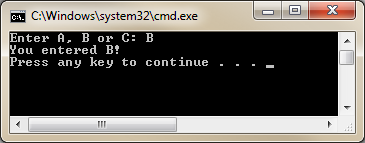 C:\Windows\system32\cmd.exe
Enter A, B or C: B
You entered B!
Press any key to continue . . . _